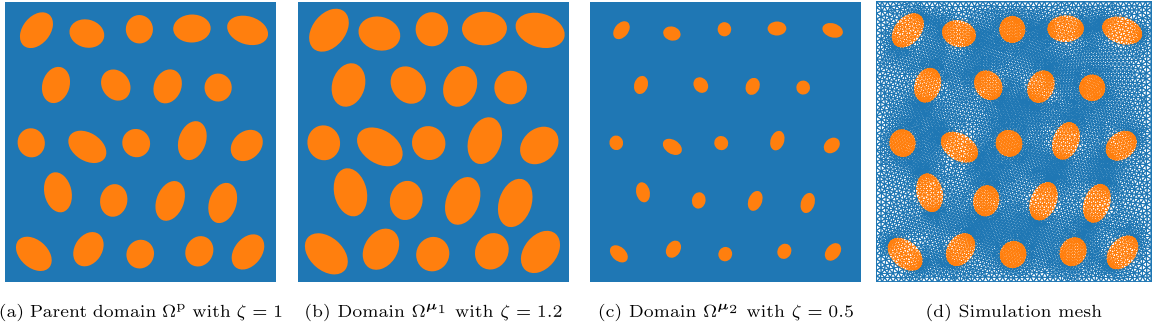 (a) Parent domain Ωᵖ with ζ = 1
(b) Domain Ω^μ₁ with ζ = 1.2
(c) Domain Ω^μ₂ with ζ = 0.5
(d) Simulation mesh